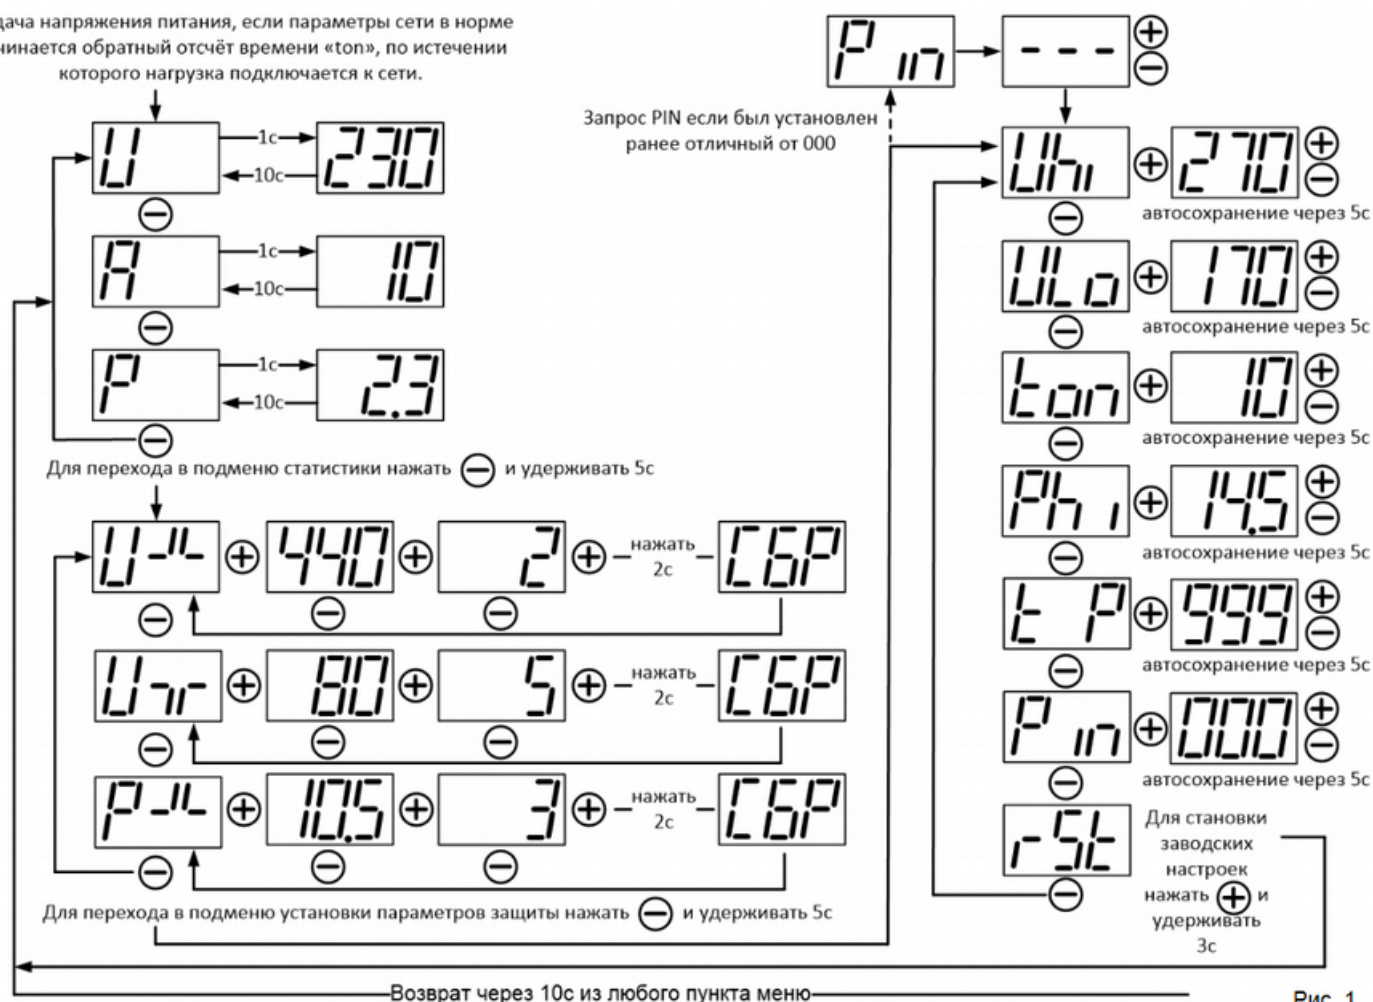 дача напряжения питания, если параметры сети в норме
чинается обратный отсчёт времени «ton», по истечении
которого нагрузка подключается к сети.
U 1с 230
10с
A 1с 10
10с
P 1с 2.3
10с
Для перехода в подменю статистики нажать − и удерживать 5с
U + 440 + 2 + нажать
2с
СбР
U + 80 + 5 + нажать
2с
СбР
P + 10.5 + 3 + нажать
2с
СбР
Для перехода в подменю установки параметров защиты нажать − и удерживать 5с
Pin - - -
Запрос PIN если был установлен
ранее отличный от 000
Uhi + 270
автосохранение через 5с
ULo + 170
автосохранение через 5с
ton + 10
автосохранение через 5с
Phi + 14.5
автосохранение через 5с
t P + 999
автосохранение через 5с
Pin + 000
автосохранение через 5с
rSt
Для становки
заводских
настроек
нажать + и
удерживать
3с
Возврат через 10с из любого пункта меню
Рис. 1